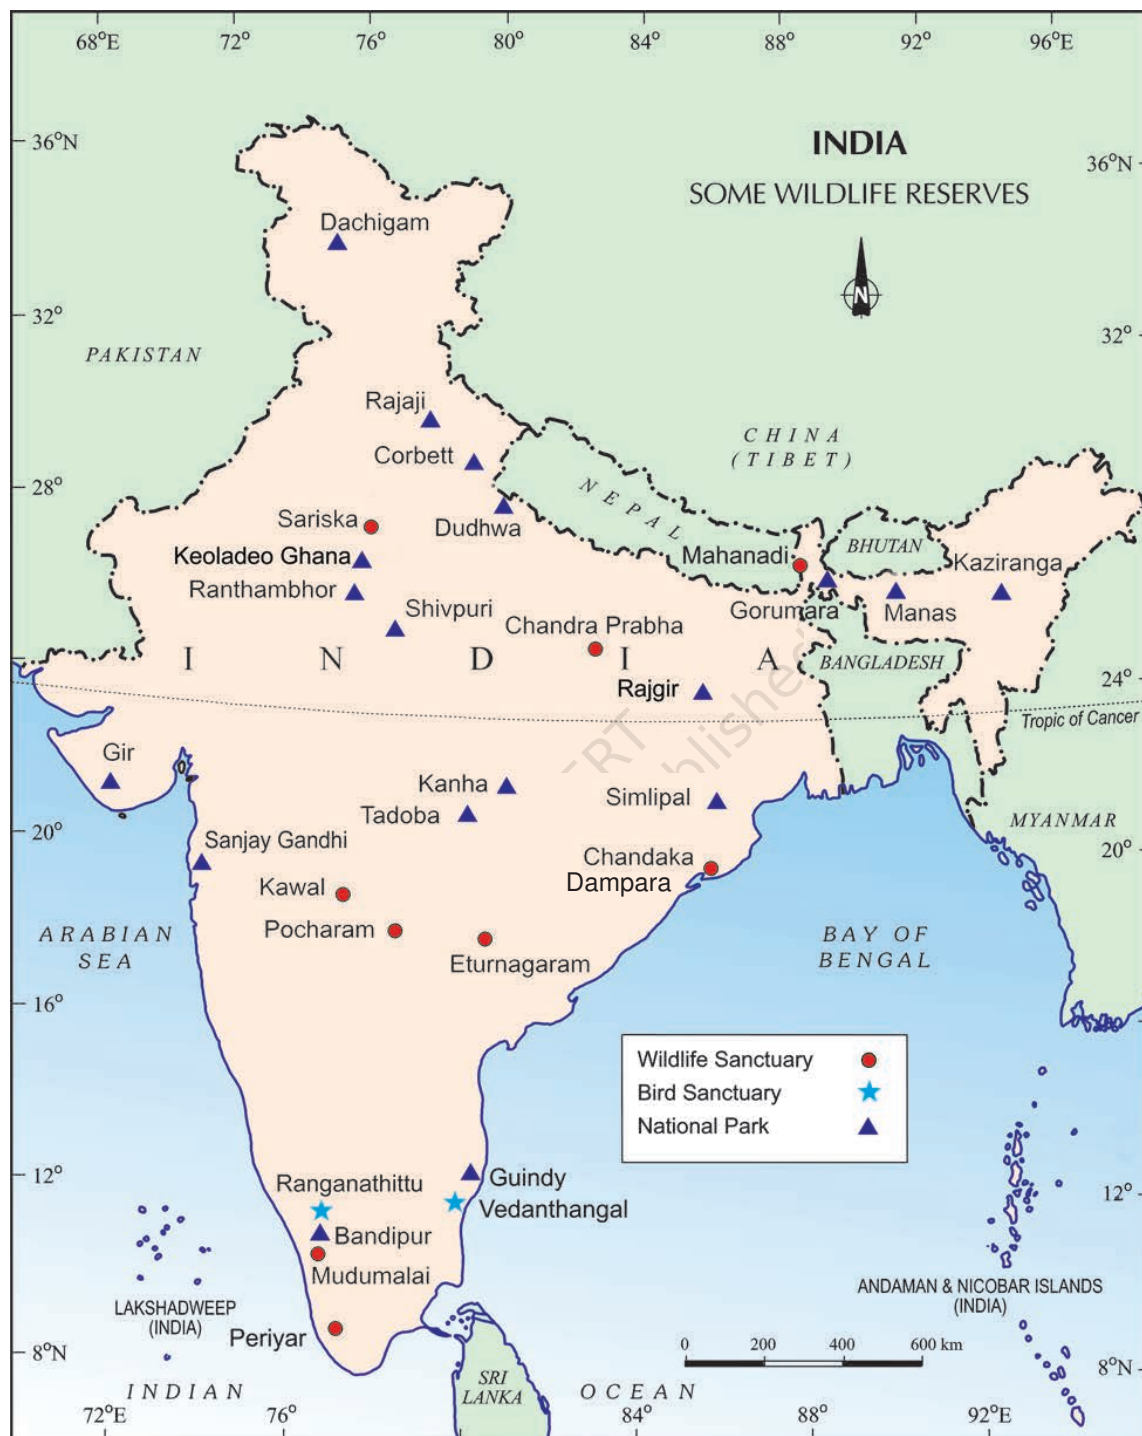 68°E 72° 76° 80° 84° 88° 92° 96°E
36°N
INDIA
36°N
SOME WILDLIFE RESERVES
Dachigam
N
32°
32°
PAKISTAN
Rajaji
CHINA
(TIBET)
Corbett
28°
NEPAL
Sariska
Dudhwa
Mahanadi
BHUTAN
Keoladeo Ghana
Kaziranga
Ranthambhor
Gorumara
Manas
Shivpuri
Chandra Prabha
INDIA
BANGLADESH
Rajgir
24°
Tropic of Cancer
Gir
Kanha
Simlipal
Tadoba
MYANMAR
20°
20°
Sanjay Gandhi
Chandaka
Dampara
Kawal
Pocharam
ARABIAN
SEA
BAY OF
BENGAL
Eturnagaram
16°
Wildlife Sanctuary
Bird Sanctuary
National Park
12°
Ranganathittu
Guindy
12°
Vedanthangal
Bandipur
Mudumalai
ANDAMAN & NICOBAR ISLANDS
(INDIA)
LAKSHADWEEP
(INDIA)
Periyar
0 200 400 600 km
8°N
8°N
SRI
LANKA
INDIAN OCEAN
72°E 76° 84° 88° 92°E